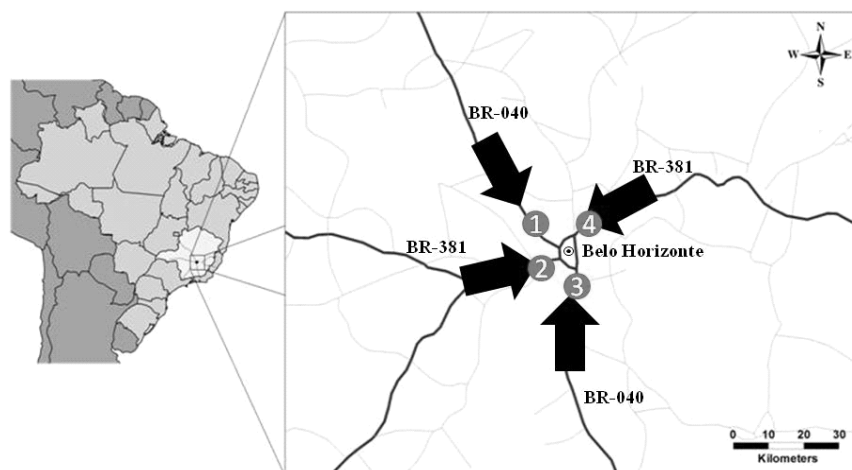 N
W E
S
BR-040
BR-381
1
4
BR-381
Belo Horizonte
2
3
BR-040
0 10 20 30
Kilometers